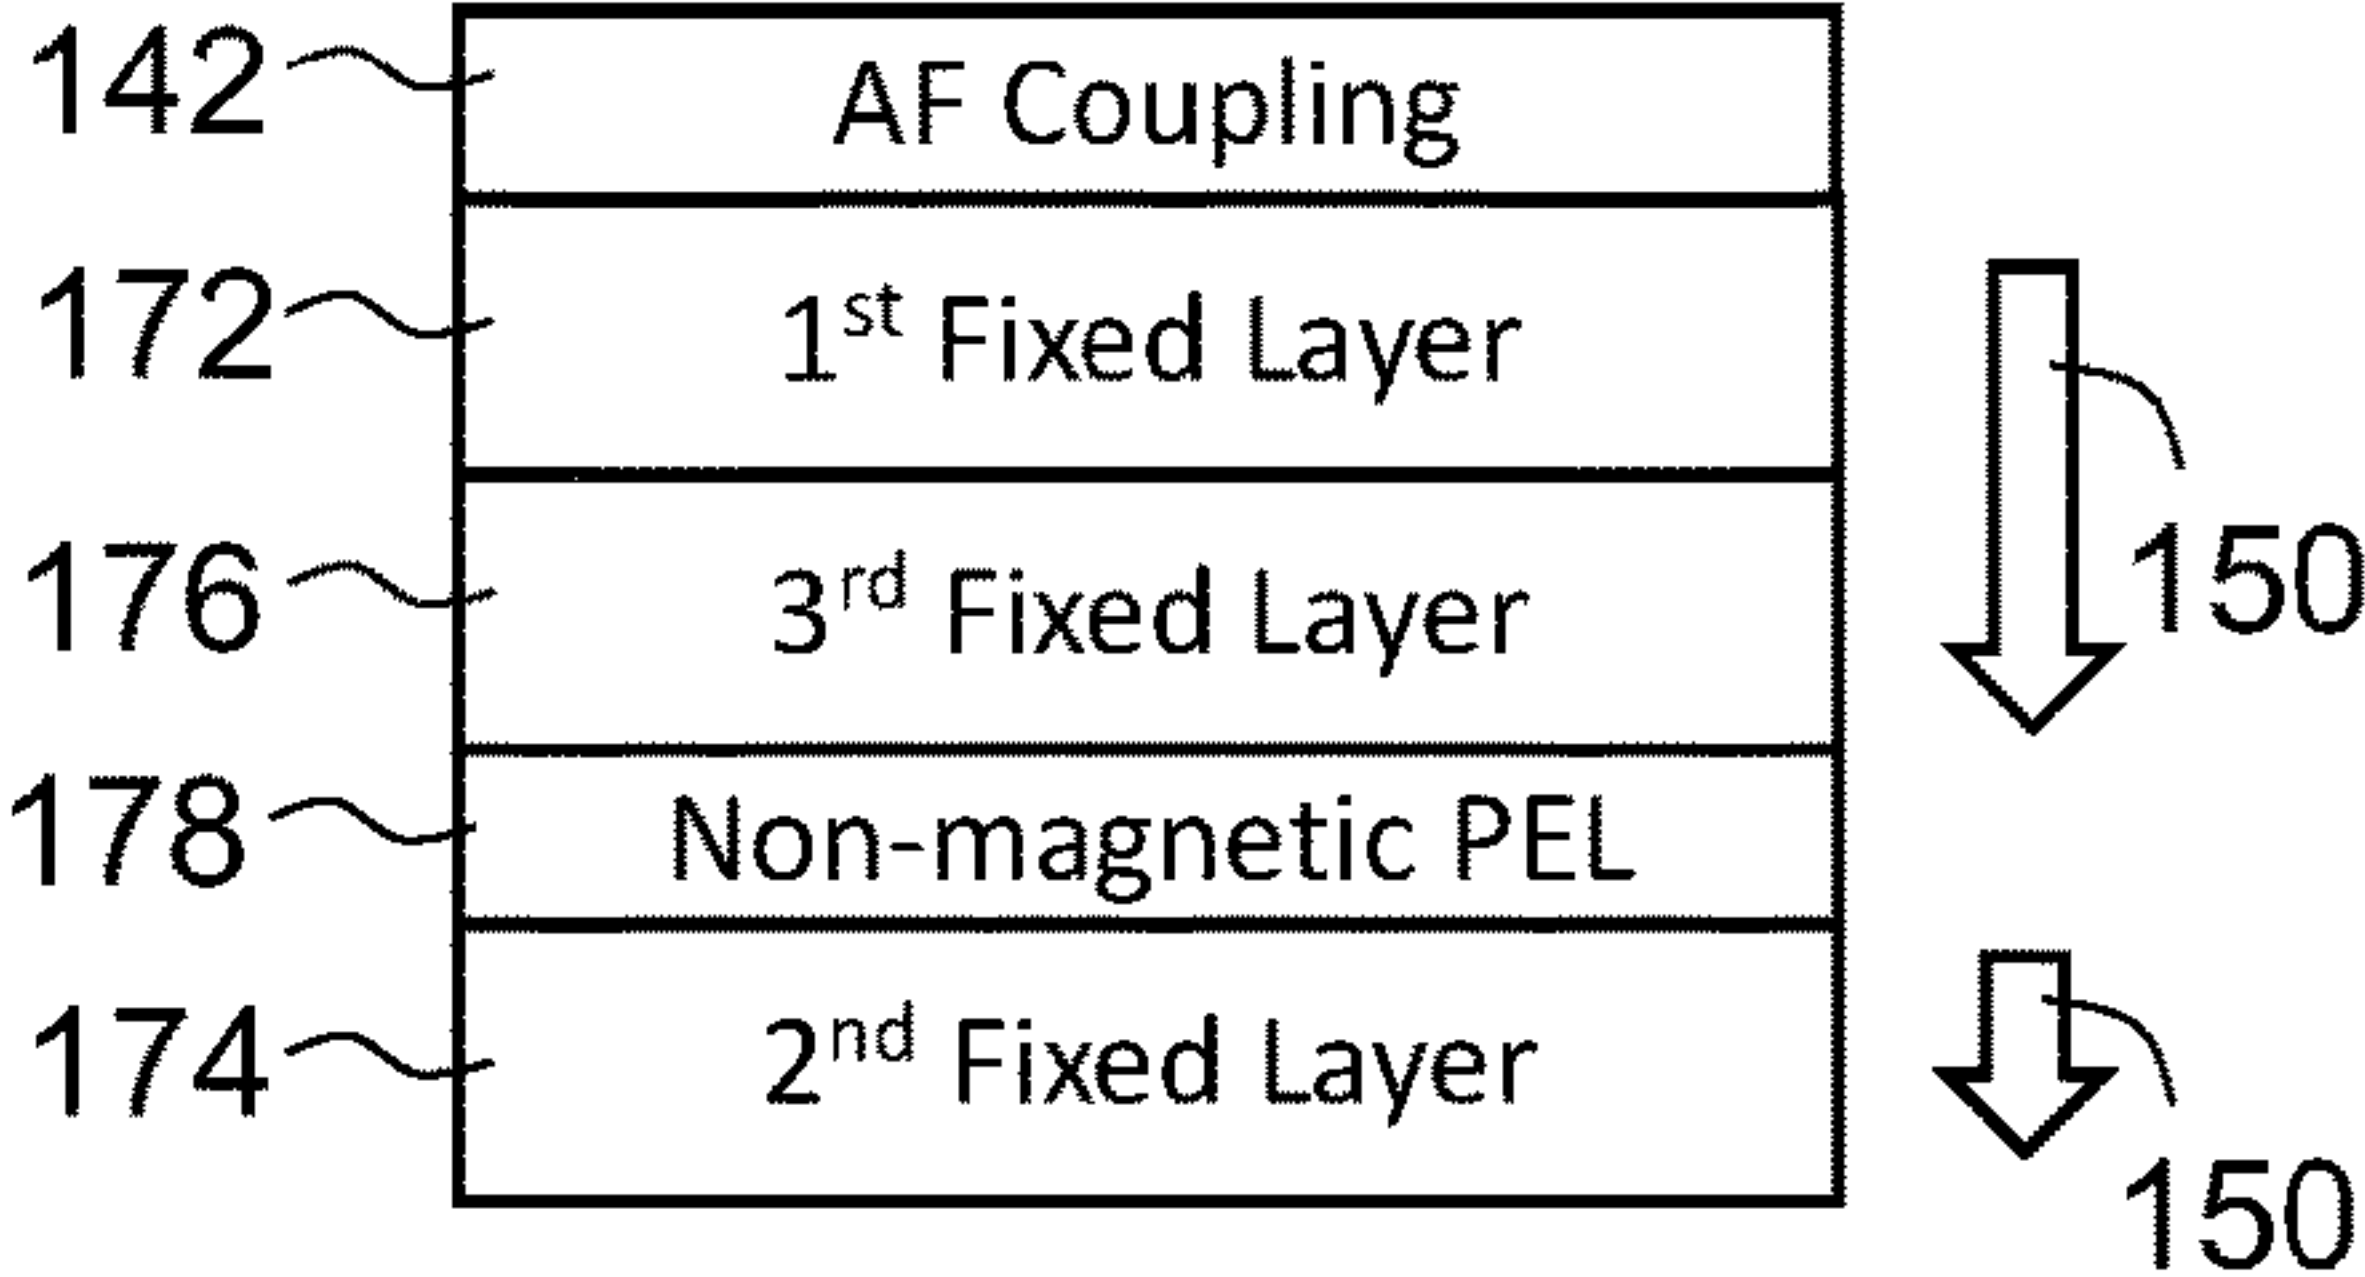 142 AF Coupling
172 1st Fixed Layer
150
176 3rd Fixed Layer
178 Non-magnetic PEL
174 2nd Fixed Layer
150